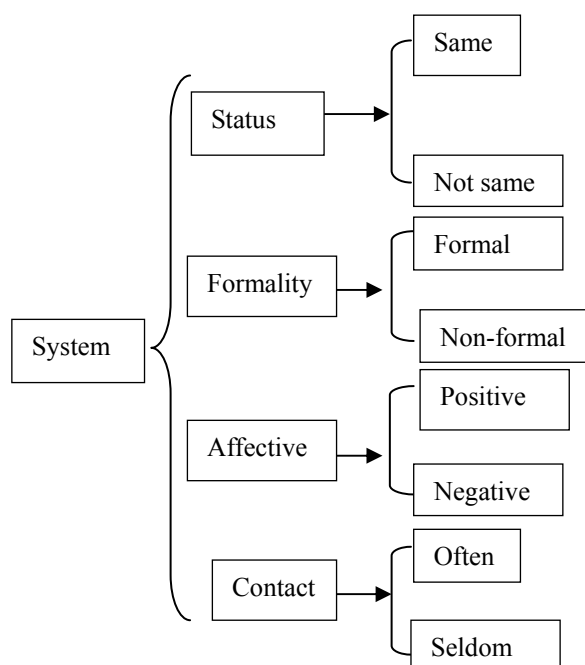 Same
Status
Not same
Formal
Formality
Non-formal
System
Positive
Affective
Negative
Often
Contact
Seldom